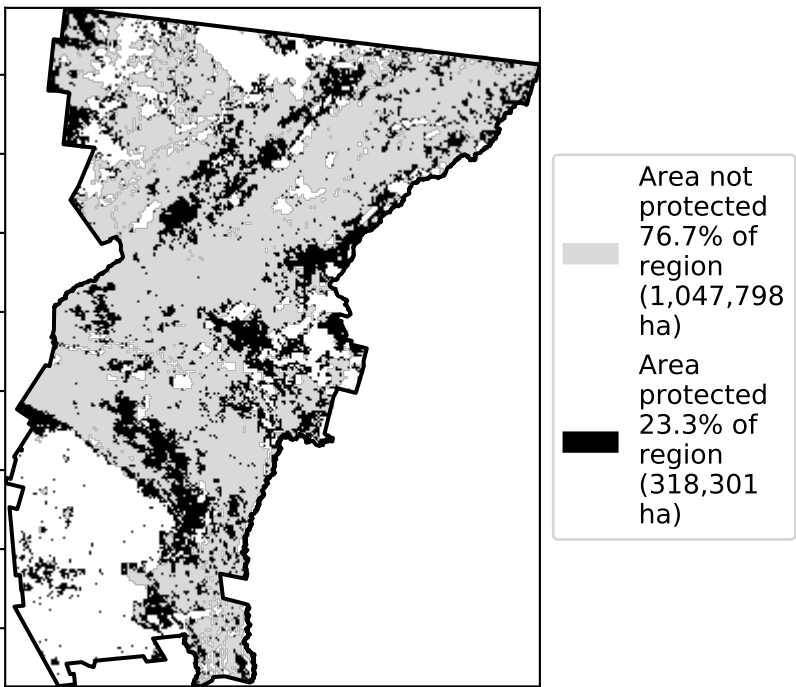 Area not
protected
76.7% of
region
(1,047,798
ha)
Area
protected
23.3% of
region
(318,301
ha)